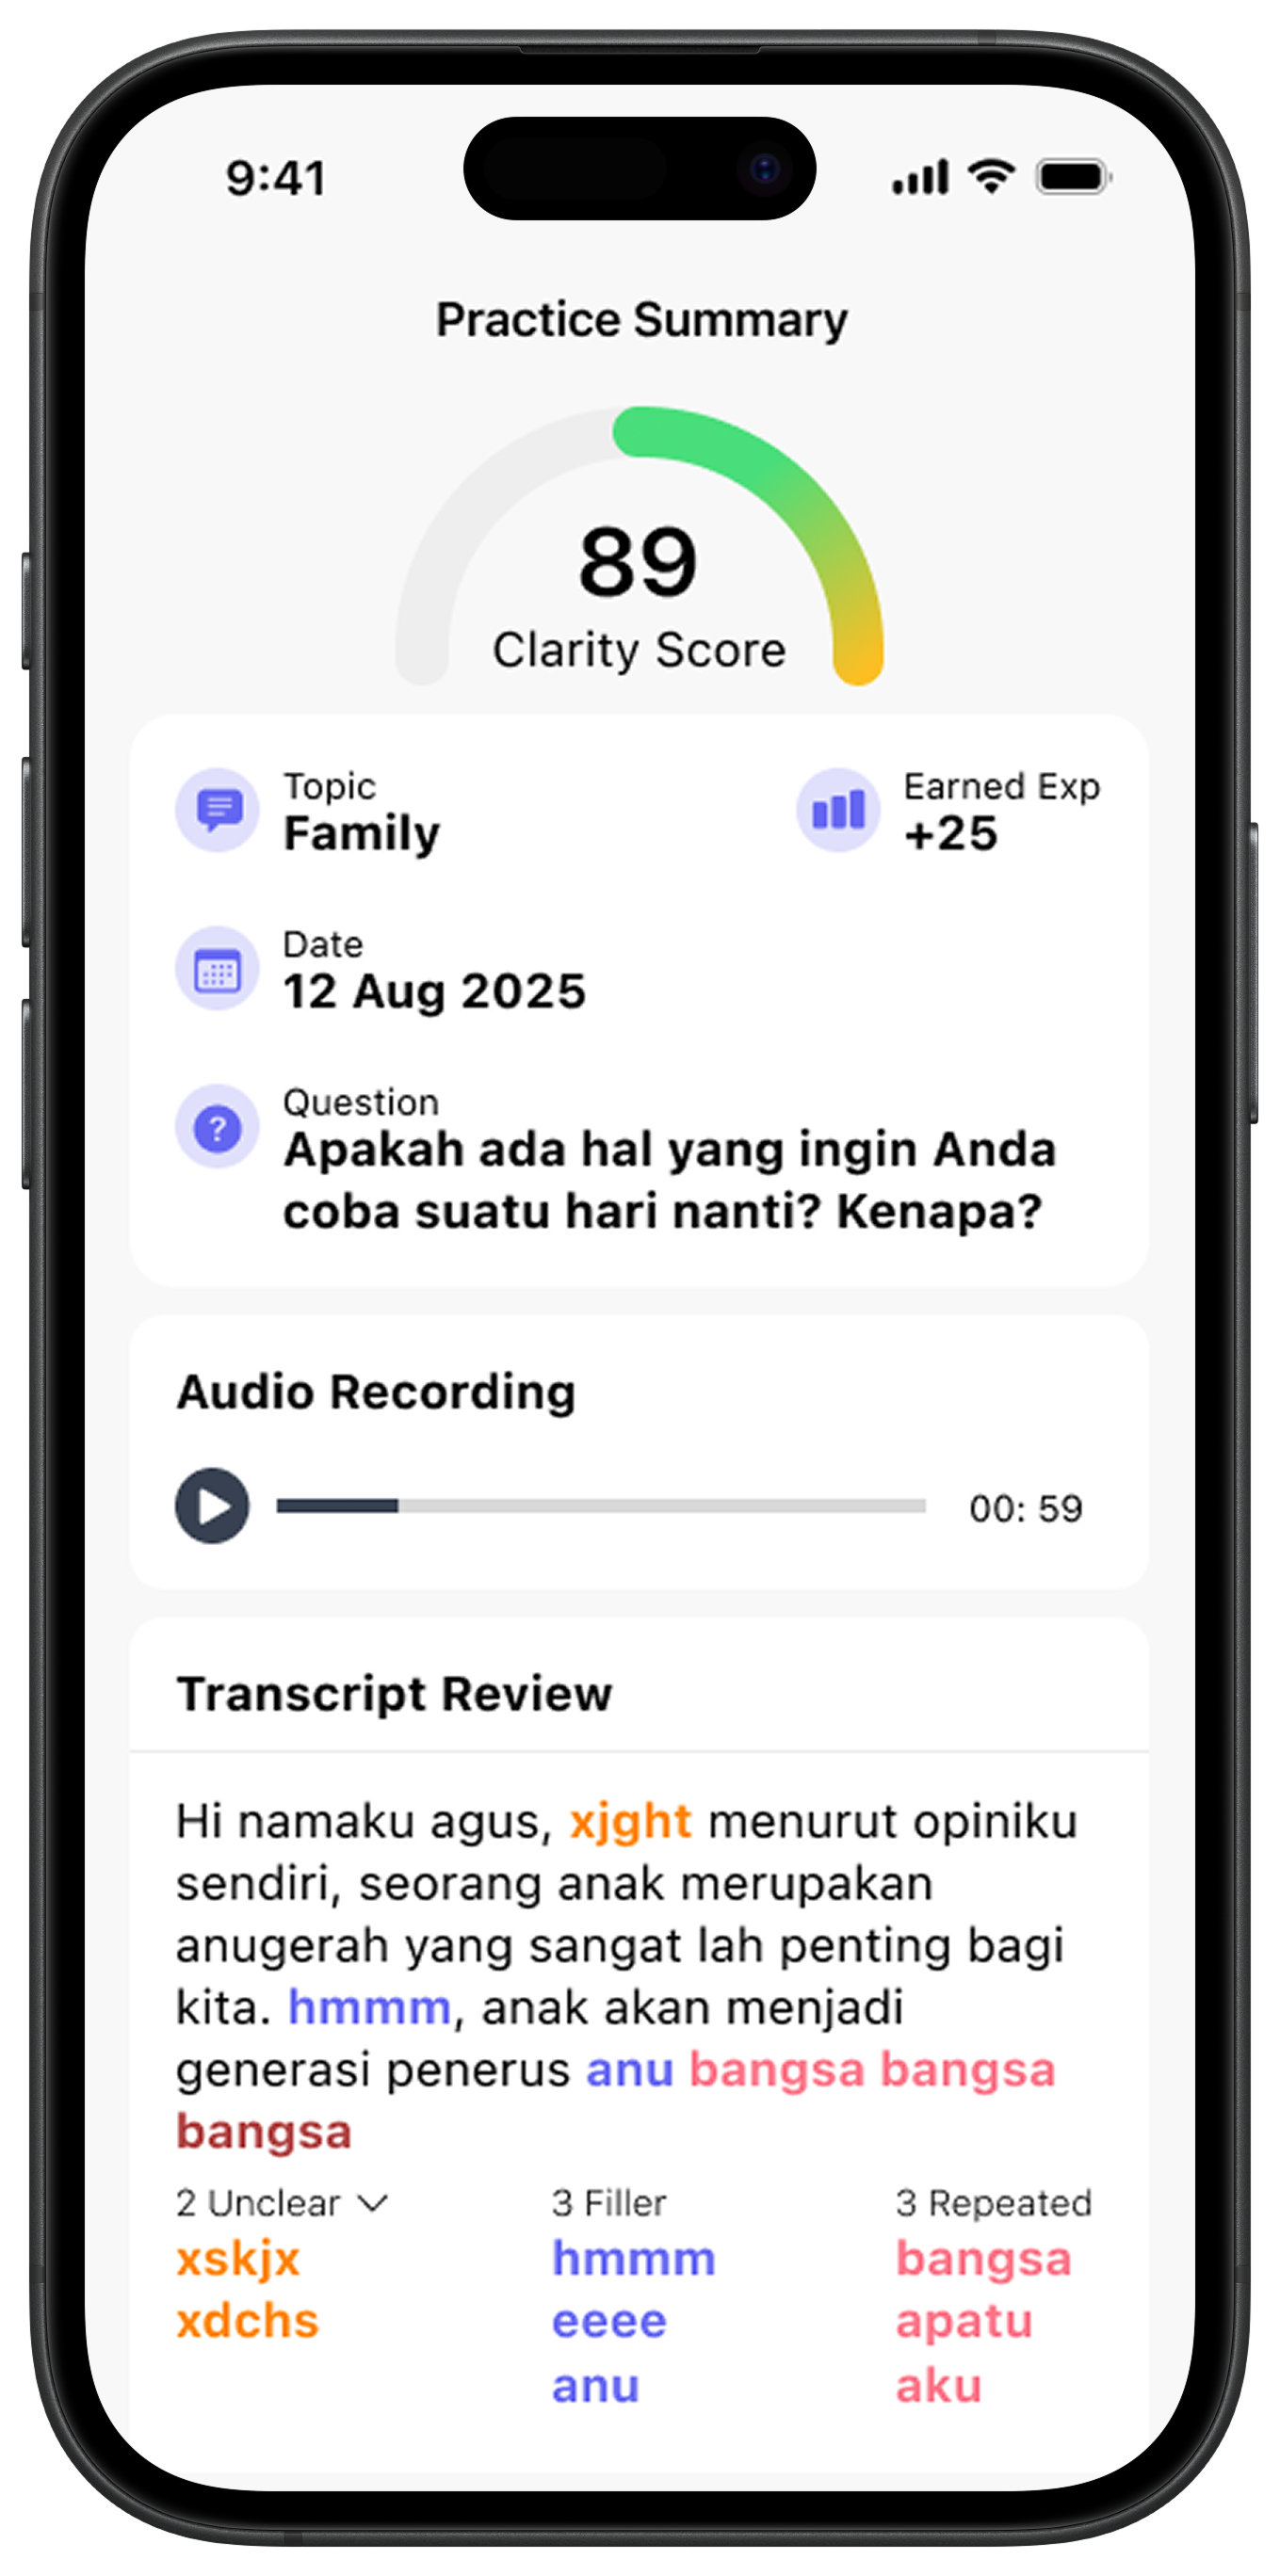 9:41
Practice Summary
89
Clarity Score
Topic
Family
Earned Exp
+25
Date
12 Aug 2025
?
Question
Apakah ada hal yang ingin Anda
coba suatu hari nanti? Kenapa?
Audio Recording
00: 59
Transcript Review
Hi namaku agus, xjght menurut opiniku
sendiri, seorang anak merupakan
anugerah yang sangat lah penting bagi
kita. hmmm, anak akan menjadi
generasi penerus anu bangsa bangsa
bangsa
2 Unclear
xskjx
xdchs
3 Filler
hmmm
eeee
anu
3 Repeated
bangsa
apatu
aku